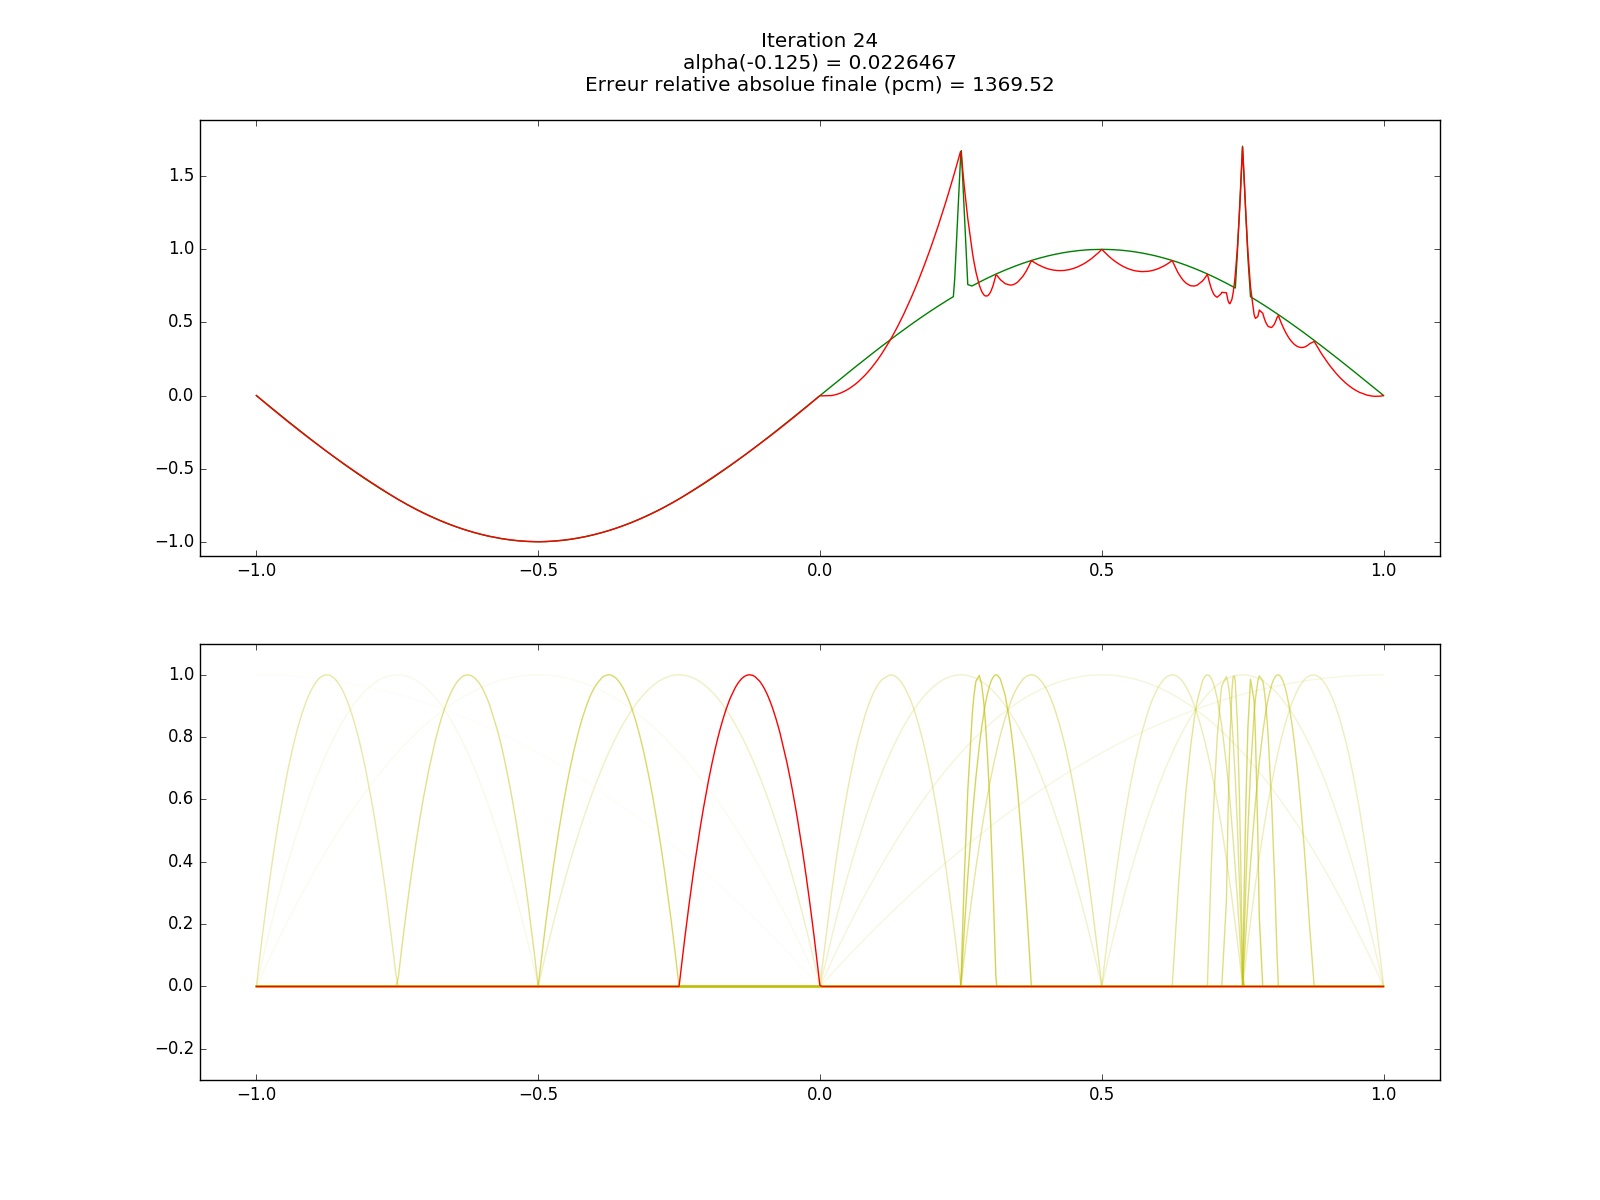 Iteration 24
alpha(-0.125) = 0.0226467
Erreur relative absolue finale (pcm) = 1369.52
1.5
1.0
0.5
0.0
−0.5
−1.0
−1.0 −0.5 0.0 0.5 1.0
1.0
0.8
0.6
0.4
0.2
0.0
−0.2
−1.0 −0.5 0.0 0.5 1.0